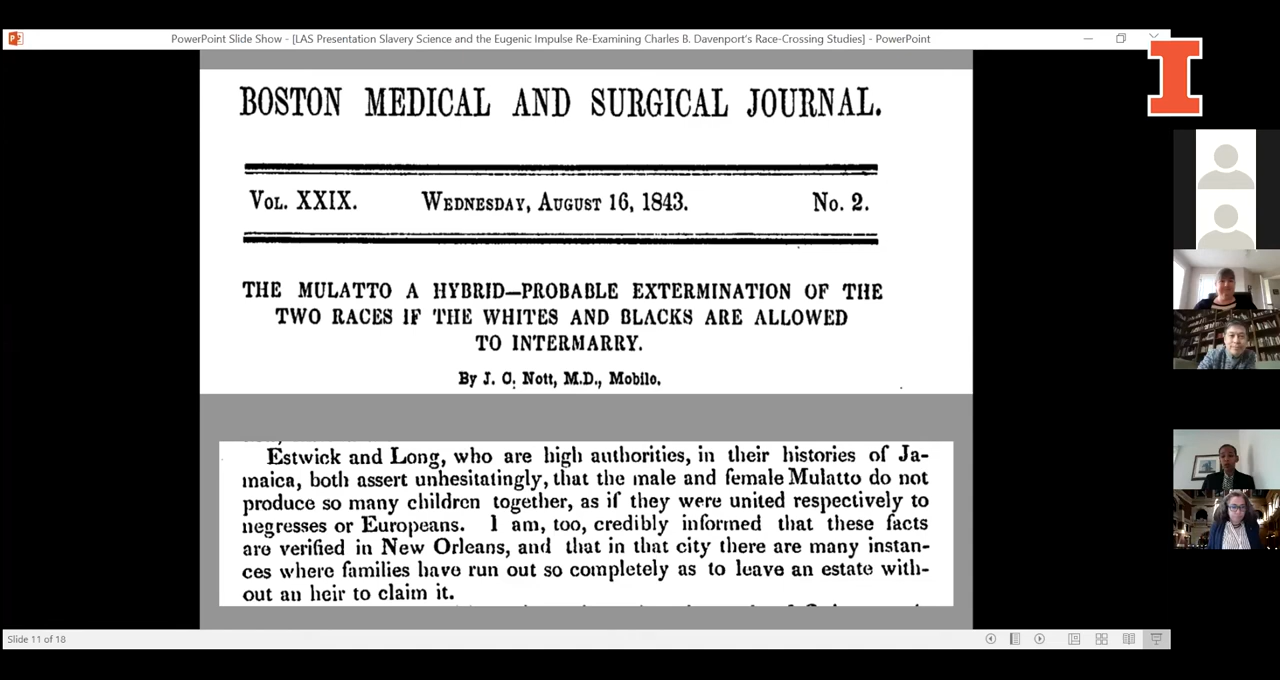 PowerPoint Slide Show - [LAS Presentation Slavery Science and the Eugenic Impulse Re-Examining Charles B. Davenport's Race-Crossing Studies] - PowerPoint
BOSTON MEDICAL AND SURGICAL JOURNAL.
VOL. XXIX. WEDNESDAY, AUGUST 16, 1843. No. 2.
THE MULATTO A HYBRID—PROBABLE EXTERMINATION OF THE
TWO RACES IF THE WHITES AND BLACKS ARE ALLOWED
TO INTERMARRY.
By J. C. Nott, M.D., Mobile.
Estwick and Long, who are high authorities, in their histories of Ja-
maica, both assert unhesitatingly, that the male and female Mulatto do not
produce so many children together, as if they were united respectively to
negresses or Europeans. I am, too, credibly informed that these facts
are verified in New Orleans, and that in that city there are many instan-
ces where families have run out so completely as to leave an estate with-
out an heir to claim it.
Slide 11 of 18